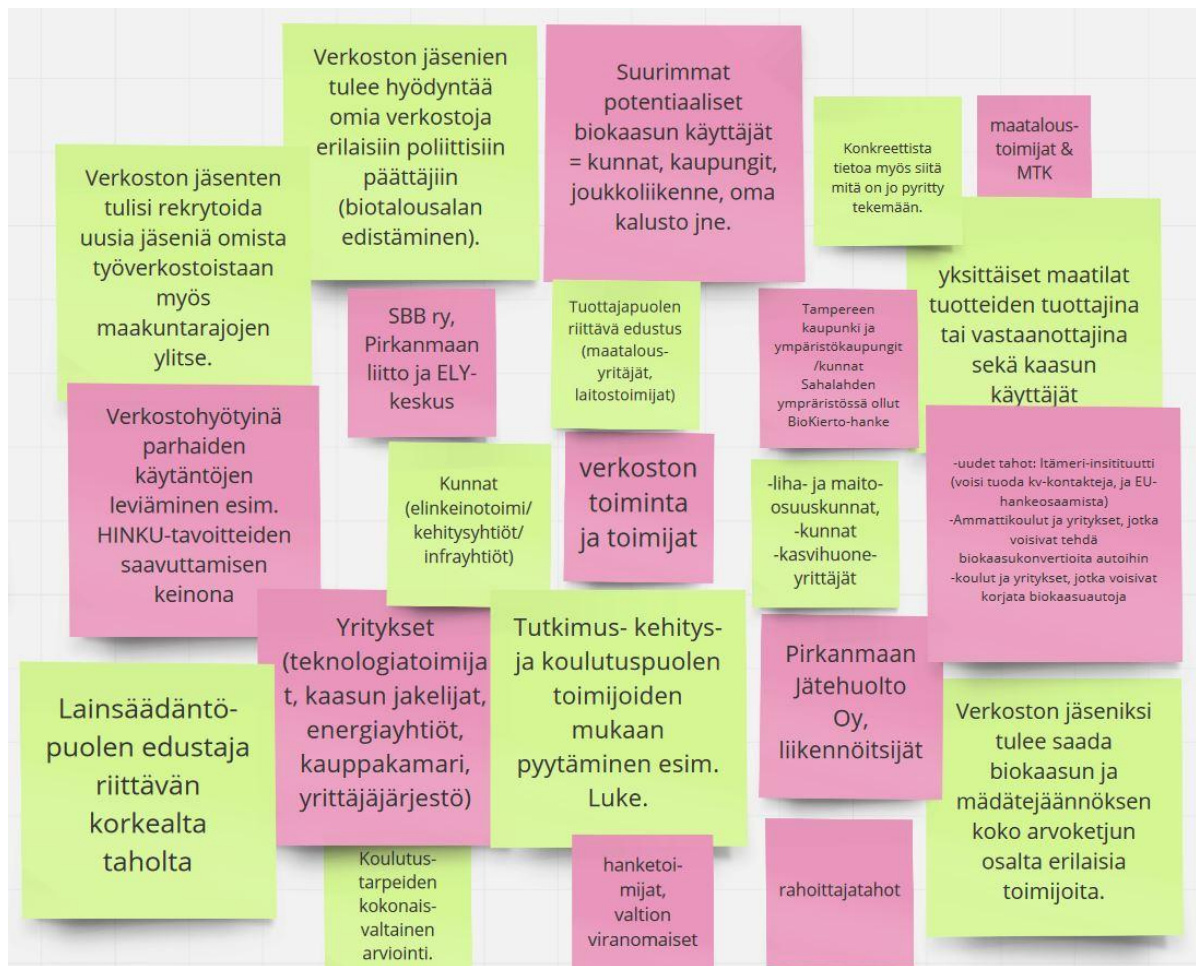 Verkoston jäsenien
tulee hyödyntää
omia verkostoja
erilaisiin poliittisiin
päättäjiin
(biotalousalan
edistäminen).
Suurimmat
potentiaaliset
biokaasun käyttäjät
= kunnat, kaupungit,
joukkoliikenne, oma
kalusto jne.
Konkreettista
tietoa myös siitä
mitä on jo pyritty
tekemään.
maatalous-
toimijat &
MTK
Verkoston jäsenten
tulisi rekrytoida
uusia jäseniä omista
työverkostoistaan
myös
maakuntarajojen
ylitse.
SBB ry,
Pirkanmaan
liitto ja ELY-
keskus
Tuottajapuolen
riittävä edustus
(maatalous-
yritäjät,
laitostoimijat)
Tampereen
kaupunki ja
ympäristökaupungit
/kunnat
Sahalahden
ympräristössä ollut
BioKierto-hanke
yksittäiset maatilat
tuotteiden tuottajina
tai vastaanottajina
sekä kaasun
käyttäjät
Verkostohyötyinä
parhaiden
käytäntöjen
leviäminen esim.
HINKU-tavoitteiden
saavuttamisen
keinona
Kunnat
(elinkeinotoimi/
kehitysyhtiöt/
infrayhtiöt)
verkoston
toiminta
ja toimijat
-liha- ja maito-
osuuskunnat,
-kunnat
-kasvihuone-
yrittäjät
-uudet tahot: Itämeri-insitituutti
(voisi tuoda kv-kontakteja, ja EU-
hankeosaamista)
-Ammattikoulut ja yritykset, jotka
voisivat tehdä
biokaasukonvertioita autoihin
-koulut ja yritykset, jotka voisivat
korjata biokaasuautoja
Lainsäädäntö-
puolen edustaja
riittävän
korkealta
taholta
Yritykset
(teknologiatoimija
t, kaasun jakelijat,
energiayhtiöt,
kauppakamari,
yrittäjäjärjestö)
Tutkimus- kehitys-
ja koulutuspuolen
toimijoiden
mukaan
pyytäminen esim.
Luke.
Pirkanmaan
Jätehuolto
Oy,
liikennöitsijät
Verkoston jäseniksi
tulee saada
biokaasun ja
mädätejäännöksen
koko arvoketjun
osalta erilaisia
toimijoita.
Koulutus-
tarpeiden
kokonais-
valtainen
arviointi.
hanketoi-
mijat,
valtion
viranomaiset
rahoittajatahot